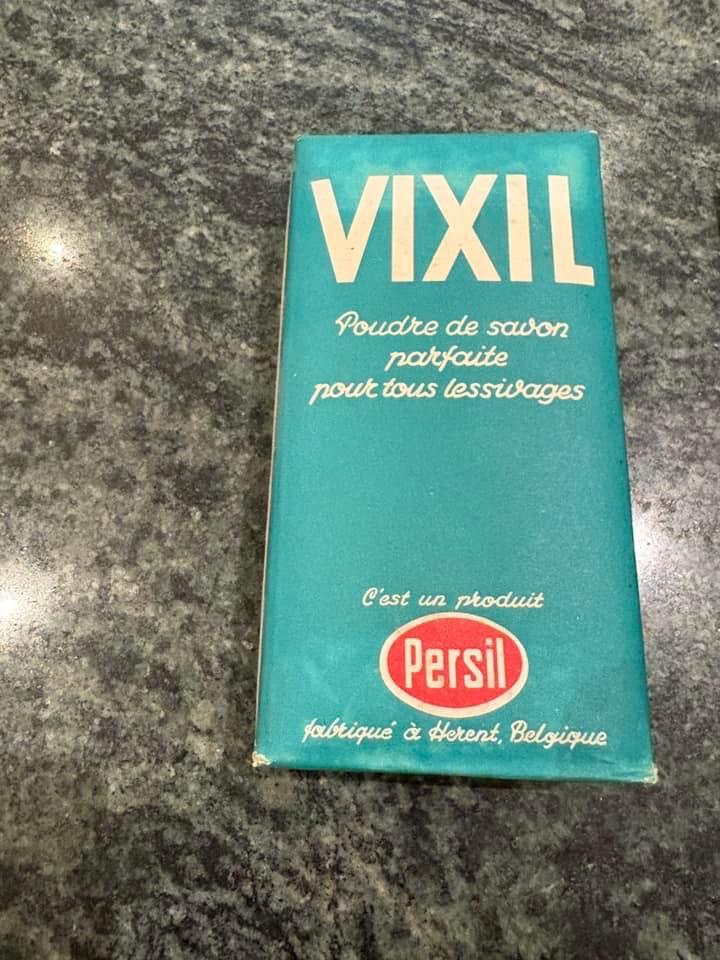 VIXIL
Poudre de savon
parfaite
pour tous lessivages
C'est un produit
Persil
fabriqué à Herent, Belgique